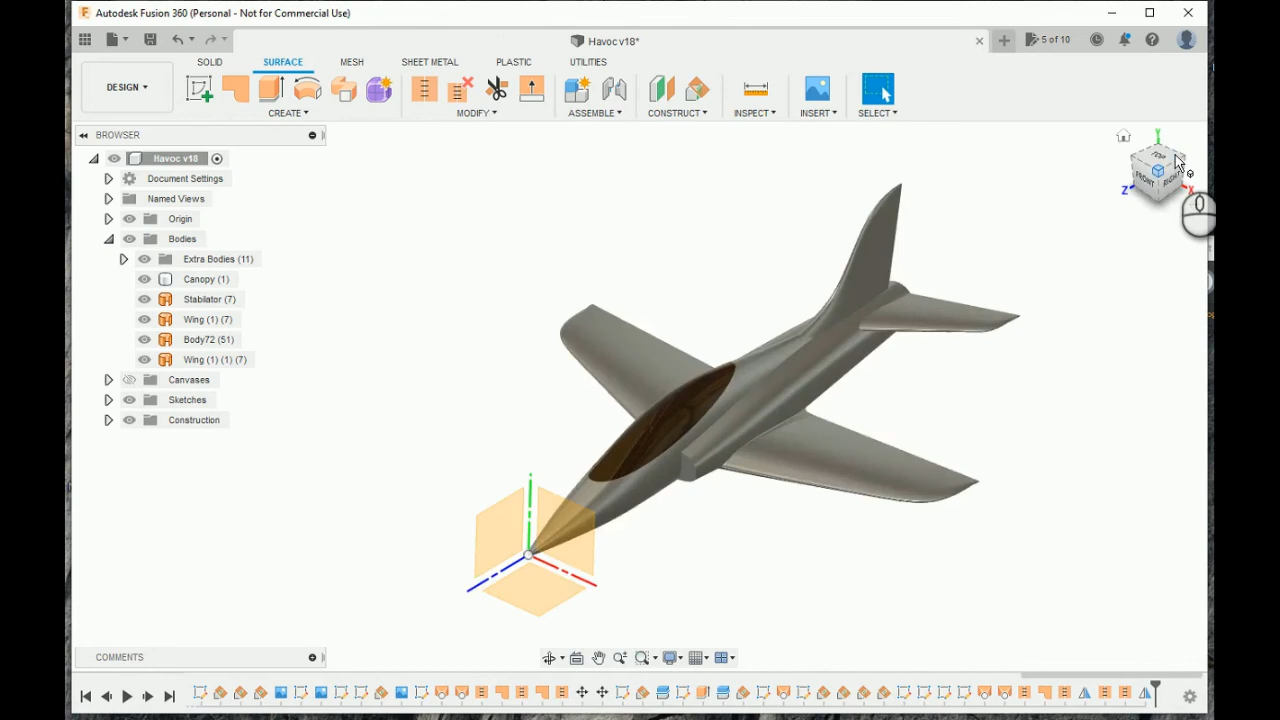 Autodesk Fusion 360 (Personal - Not for Commercial Use)
Havoc v18*
5 of 10
SOLID SURFACE MESH SHEET METAL PLASTIC UTILITIES
DESIGN
CREATE MODIFY ASSEMBLE CONSTRUCT INSPECT INSERT SELECT
BROWSER
Havoc v18
Document Settings
Named Views
Origin
Bodies
Extra Bodies (11)
Canopy (1)
Stabilator (7)
Wing (1) (7)
Body72 (51)
Wing (1) (1) (7)
Canvases
Sketches
Construction
Y
TOP
FRONT RIGHT
Z X
COMMENTS